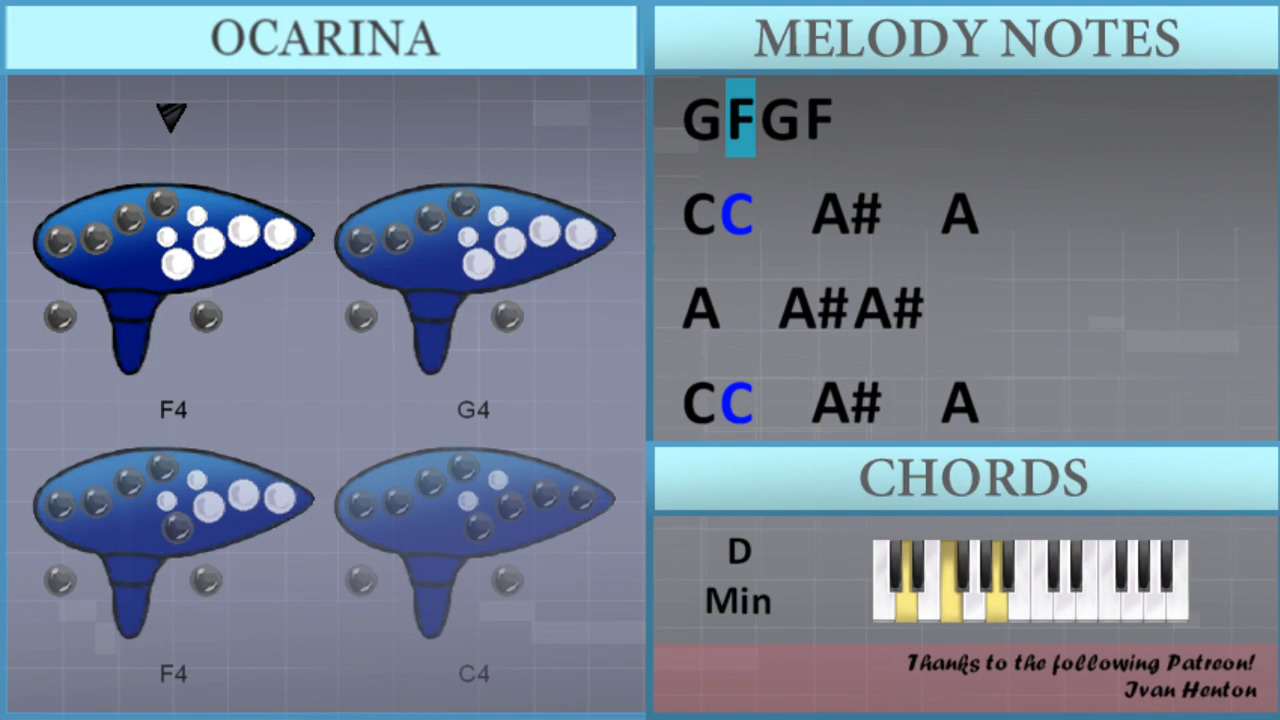 OCARINA
F4
G4
F4
C4
MELODY NOTES
GFGF
CC A# A
A A#A#
CC A# A
CHORDS
D
Min
Thanks to the following Patreon!
Ivan Henton